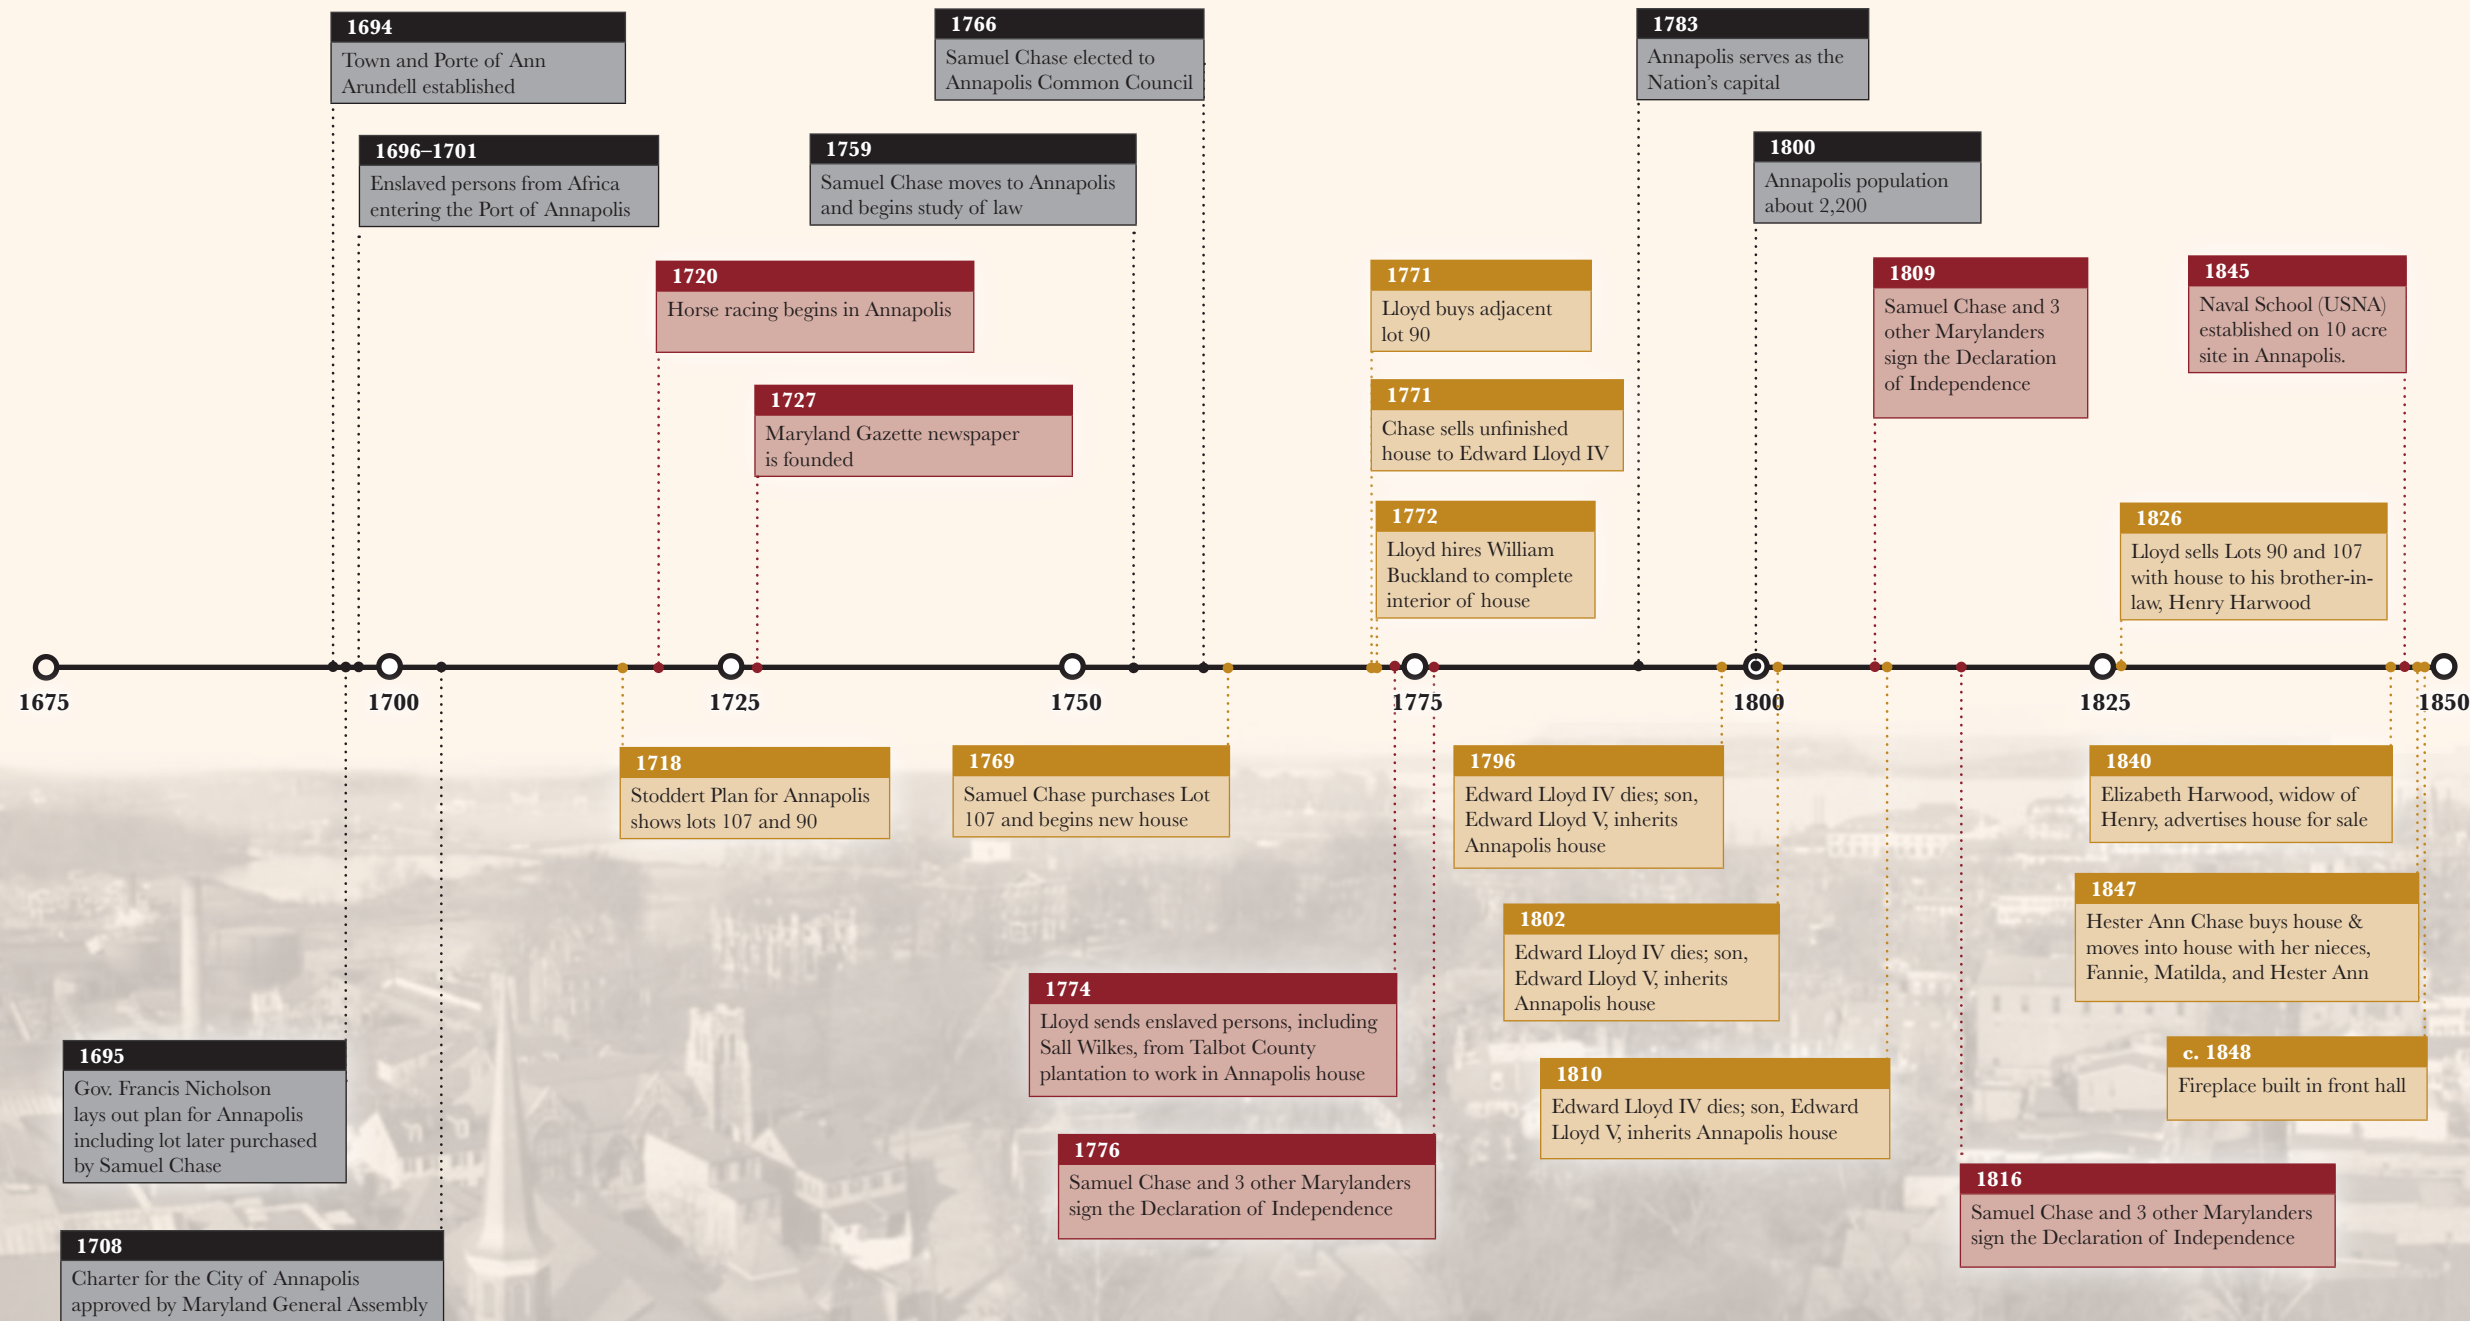 1694
Town and Porte of Ann
Arundell established
1696–1701
Enslaved persons from Africa
entering the Port of Annapolis
1720
Horse racing begins in Annapolis
1727
Maryland Gazette newspaper
is founded
1766
Samuel Chase elected to
Annapolis Common Council
1759
Samuel Chase moves to Annapolis
and begins study of law
1771
Lloyd buys adjacent
lot 90
1771
Chase sells unfinished
house to Edward Lloyd IV
1772
Lloyd hires William
Buckland to complete
interior of house
1783
Annapolis serves as the
Nation’s capital
1800
Annapolis population
about 2,200
1809
Samuel Chase and 3
other Marylanders
sign the Declaration
of Independence
1845
Naval School (USNA)
established on 10 acre
site in Annapolis.
1826
Lloyd sells Lots 90 and 107
with house to his brother-in-
law, Henry Harwood
1675
1700
1725
1750
1775
1800
1825
1850
1695
Gov. Francis Nicholson
lays out plan for Annapolis
including lot later purchased
by Samuel Chase
1708
Charter for the City of Annapolis
approved by Maryland General Assembly
1718
Stoddert Plan for Annapolis
shows lots 107 and 90
1769
Samuel Chase purchases Lot
107 and begins new house
1774
Lloyd sends enslaved persons, including
Sall Wilkes, from Talbot County
plantation to work in Annapolis house
1776
Samuel Chase and 3 other Marylanders
sign the Declaration of Independence
1796
Edward Lloyd IV dies; son,
Edward Lloyd V, inherits
Annapolis house
1802
Edward Lloyd IV dies; son,
Edward Lloyd V, inherits
Annapolis house
1810
Edward Lloyd IV dies; son, Edward
Lloyd V, inherits Annapolis house
1840
Elizabeth Harwood, widow of
Henry, advertises house for sale
1847
Hester Ann Chase buys house &
moves into house with her nieces,
Fannie, Matilda, and Hester Ann
c. 1848
Fireplace built in front hall
1816
Samuel Chase and 3 other Marylanders
sign the Declaration of Independence